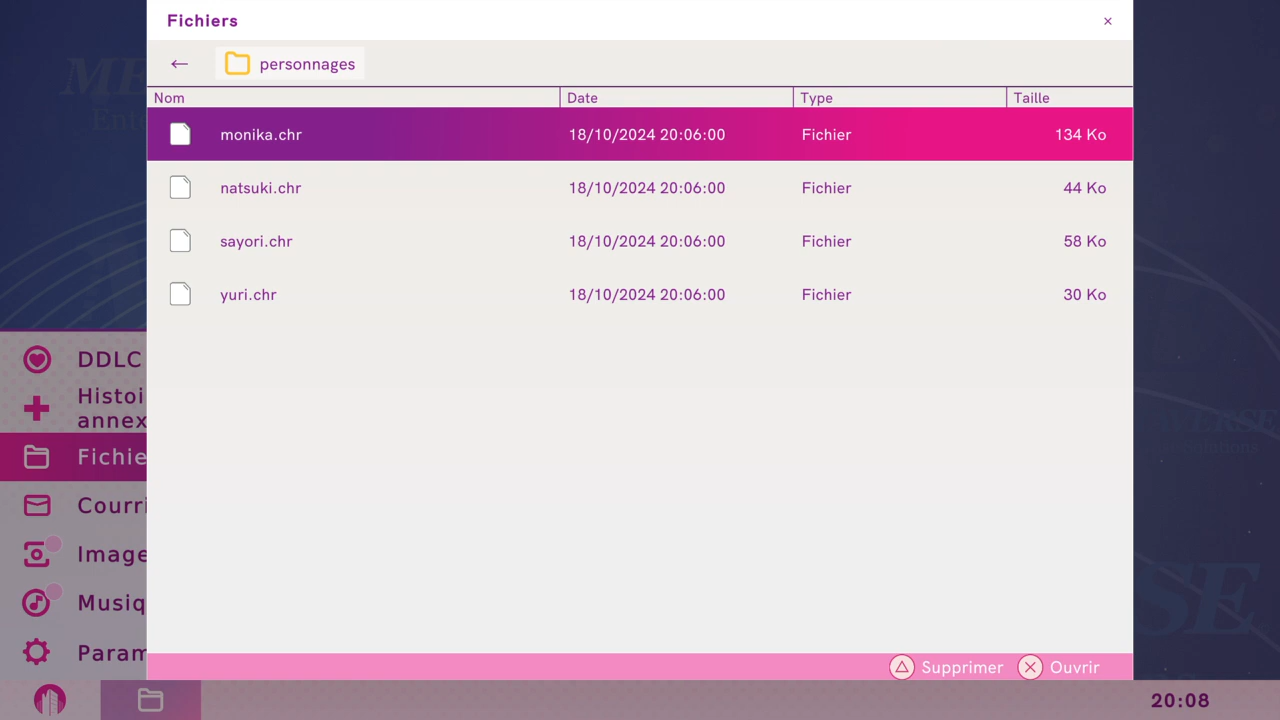 Fichiers
×
← personnages
Nom Date Type Taille
monika.chr 18/10/2024 20:06:00 Fichier 134 Ko
natsuki.chr 18/10/2024 20:06:00 Fichier 44 Ko
sayori.chr 18/10/2024 20:06:00 Fichier 58 Ko
yuri.chr 18/10/2024 20:06:00 Fichier 30 Ko
DDLC
Histoi
annex
Fichie
Courri
Image
Musiq
Param
Supprimer Ouvrir
20:08